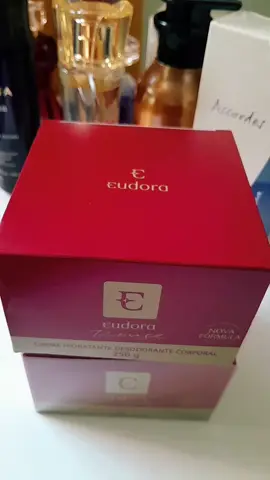 Accordes
E
eudora
E
eudora
NOVA
FÓRMULA
CREME HIDRATANTE DESODORANTE CORPORAL
250 g